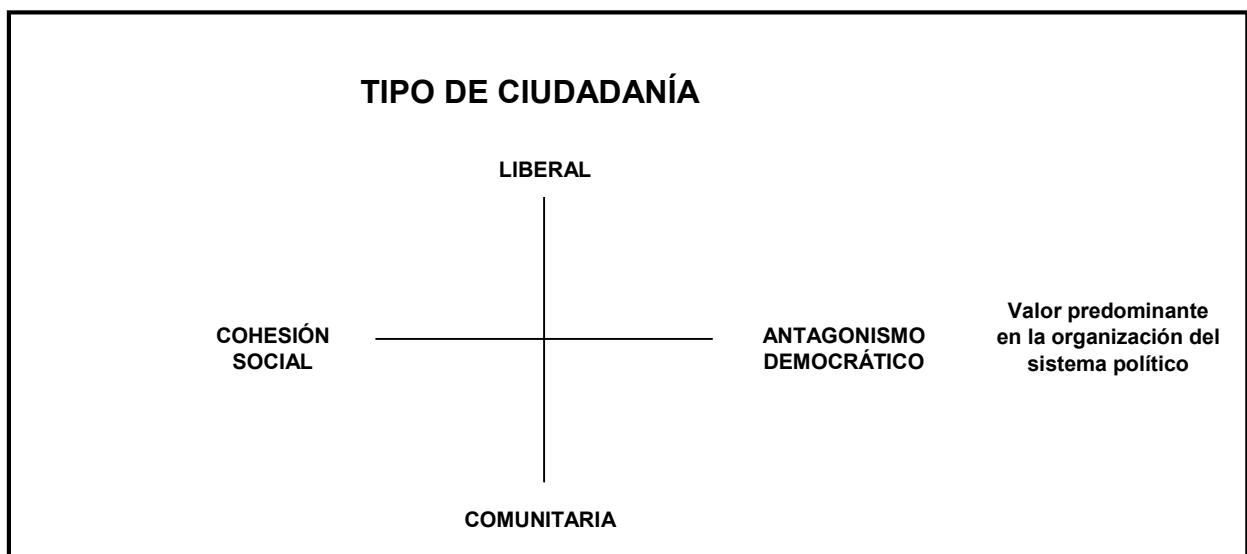 TIPO DE CIUDADANÍA
LIBERAL
COHESIÓN
SOCIAL
ANTAGONISMO
DEMOCRÁTICO
Valor predominante
en la organización del
sistema político
COMUNITARIA